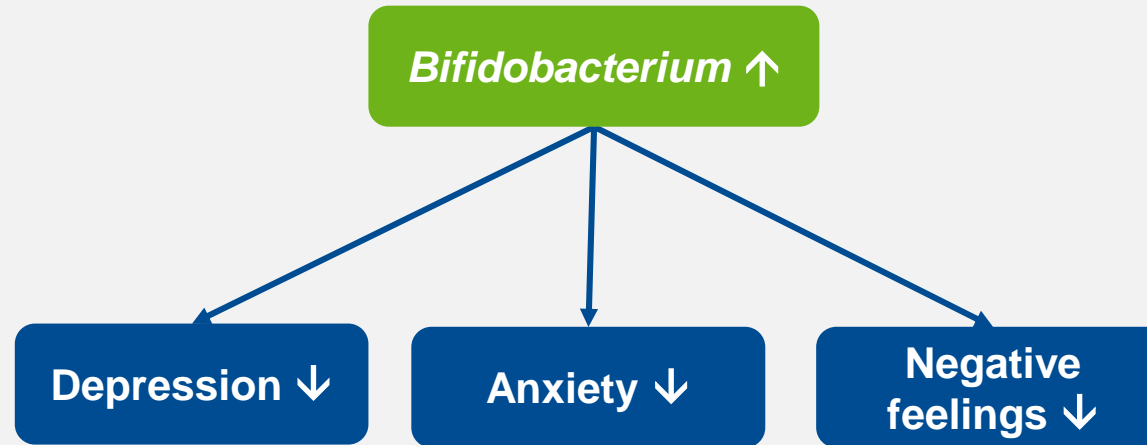 Bifidobacterium ↑
Depression ↓
Anxiety ↓
Negative
feelings ↓